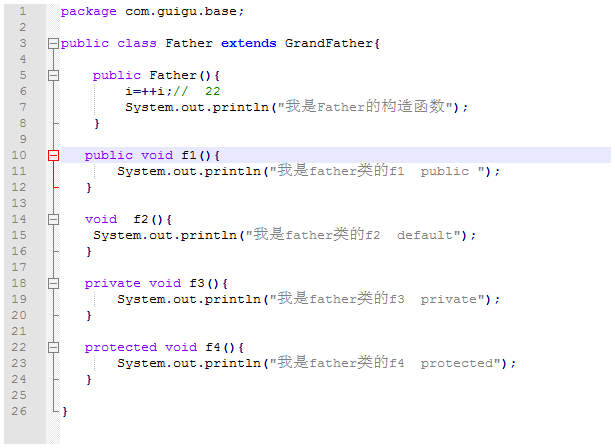 1 package com.guigu.base;
2
3 public class Father extends GrandFather{
4
5 public Father(){
6 i=++i;// 22
7 System.out.println("我是Father的构造函数");
8 }
9
10 public void f1(){
11 System.out.println("我是father类的f1 public ");
12 }
13
14 void f2(){
15 System.out.println("我是father类的f2 default");
16 }
17
18 private void f3(){
19 System.out.println("我是father类的f3 private");
20 }
21
22 protected void f4(){
23 System.out.println("我是father类的f4 protected");
24 }
25
26 }